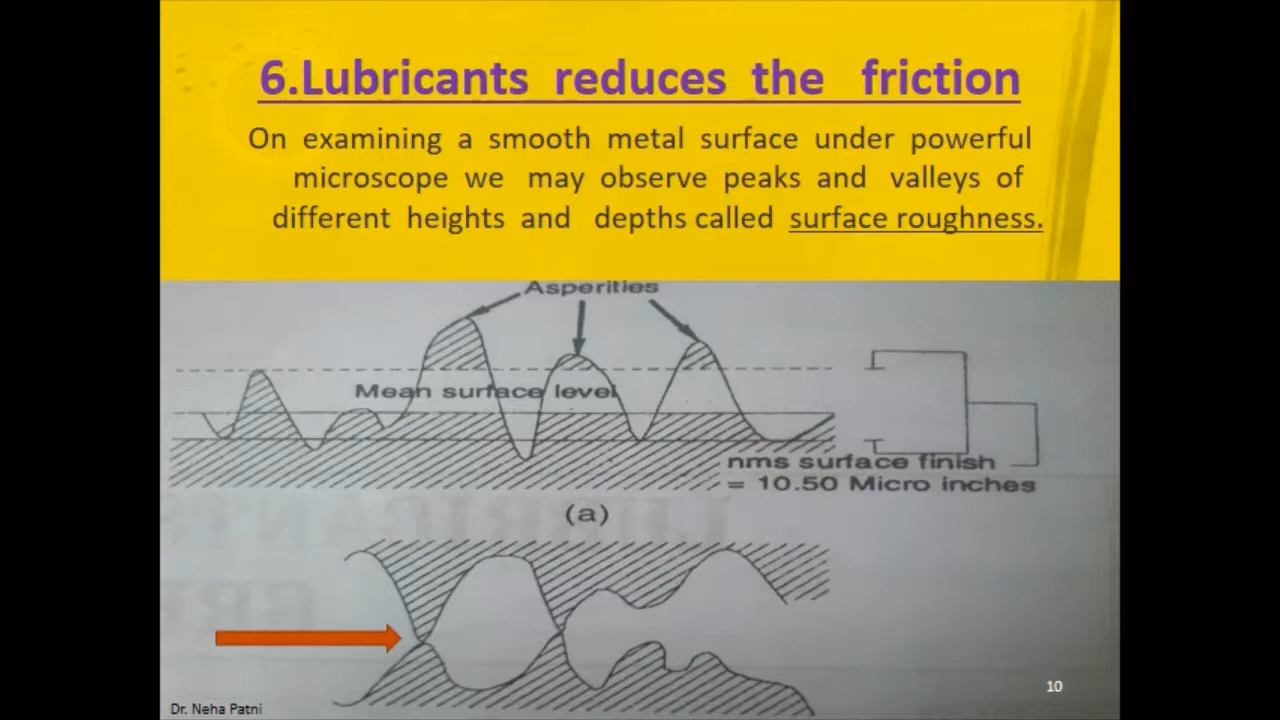 6.Lubricants reduces the friction
On examining a smooth metal surface under powerful
microscope we may observe peaks and valleys of
different heights and depths called surface roughness.
Asperities
Mean surface level
nms surface finish
= 10.50 Micro inches
(a)
10
Dr. Neha Patni